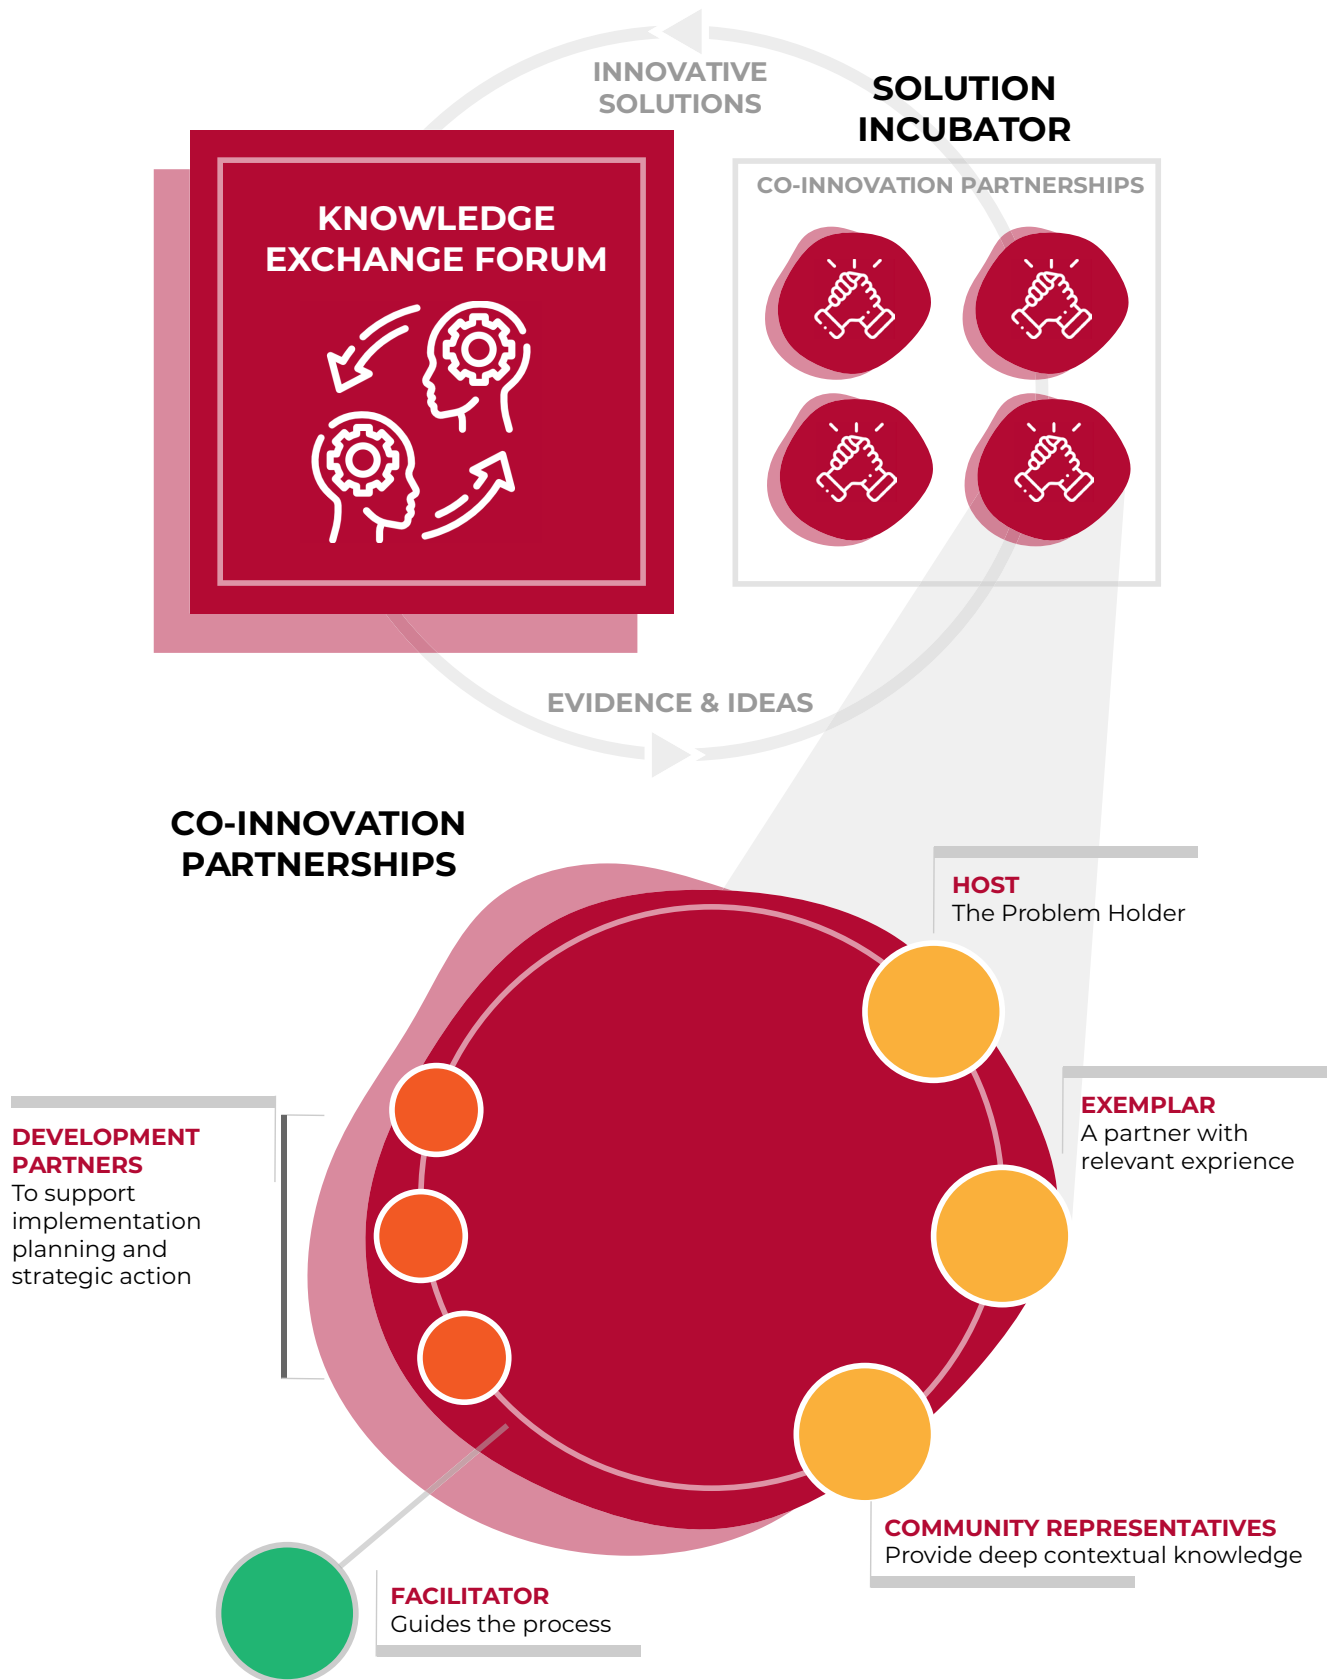 INNOVATIVE
SOLUTIONS
SOLUTION
INCUBATOR
KNOWLEDGE
EXCHANGE FORUM
CO-INNOVATION PARTNERSHIPS
EVIDENCE & IDEAS
CO-INNOVATION
PARTNERSHIPS
HOST
The Problem Holder
EXEMPLAR
A partner with
relevant exprience
DEVELOPMENT
PARTNERS
To support
implementation
planning and
strategic action
COMMUNITY REPRESENTATIVES
Provide deep contextual knowledge
FACILITATOR
Guides the process